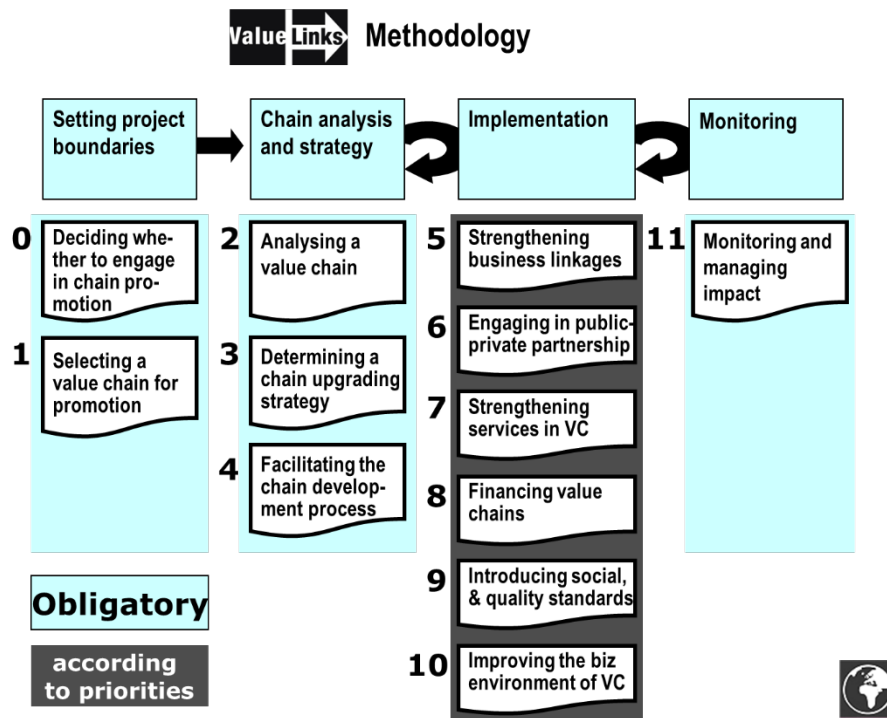 Value Links Methodology
Setting project
boundaries
Chain analysis
and strategy
Implementation
Monitoring
0
Deciding whe-
ther to engage
in chain pro-
motion
1
Selecting a
value chain for
promotion
2
Analysing a
value chain
3
Determining a
chain upgrading
strategy
4
Facilitating the
chain develop-
ment process
5
Strengthening
business linkages
6
Engaging in public-
private partnership
7
Strengthening
services in VC
8
Financing value
chains
9
Introducing social,
& quality standards
10
Improving the biz
environment of VC
11
Monitoring and
managing
impact
Obligatory
according
to priorities